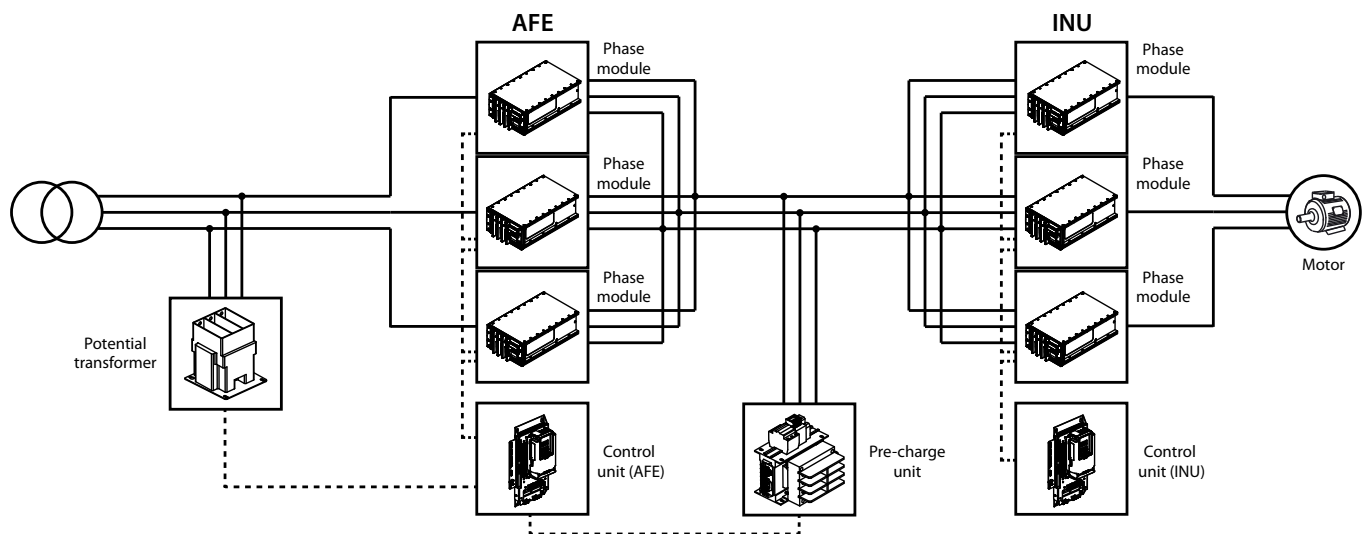 AFE
INU
Phase
module
Phase
module
Phase
module
Phase
module
Phase
module
Phase
module
Motor
Potential
transformer
Control
unit (AFE)
Pre-charge
unit
Control
unit (INU)